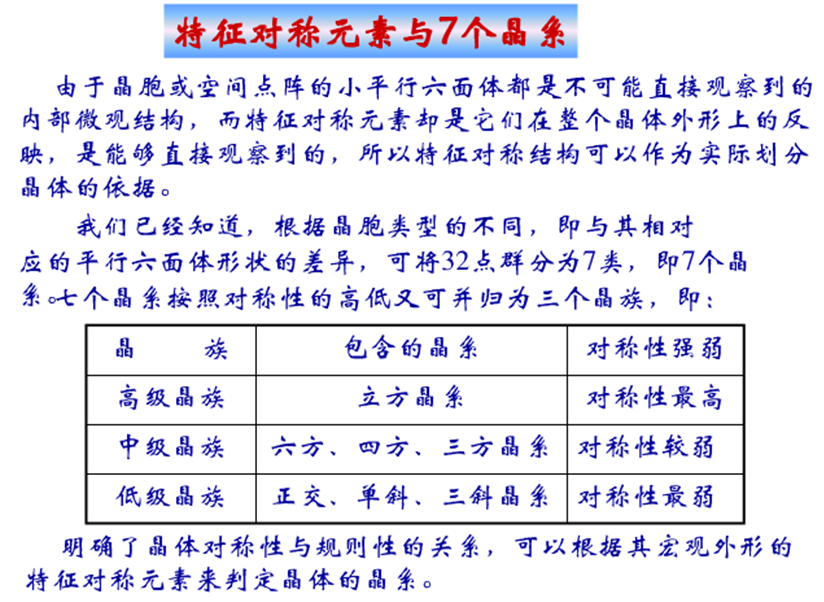 特征对称元素与7个晶系
由于晶胞或空间点阵的小平行六面体都是不可能直接观察到的
内部微观结构，而特征对称元素却是它们在整个晶体外形上的反
映，是能够直接观察到的，所以特征对称结构可以作为实际划分
晶体的依据。
我们已经知道，根据晶胞类型的不同，即与其相对
应的平行六面体形状的差异，可将32点群分为7类，即7个晶
系。七个晶系按照对称性的高低又可并归为三个晶族，即：
晶 族 包含的晶系 对称性强弱
高级晶族 立方晶系 对称性最高
中级晶族 六方、四方、三方晶系 对称性较弱
低级晶族 正交、单斜、三斜晶系 对称性最弱
明确了晶体对称性与规则性的关系，可以根据其宏观外形的
特征对称元素来判定晶体的晶系。